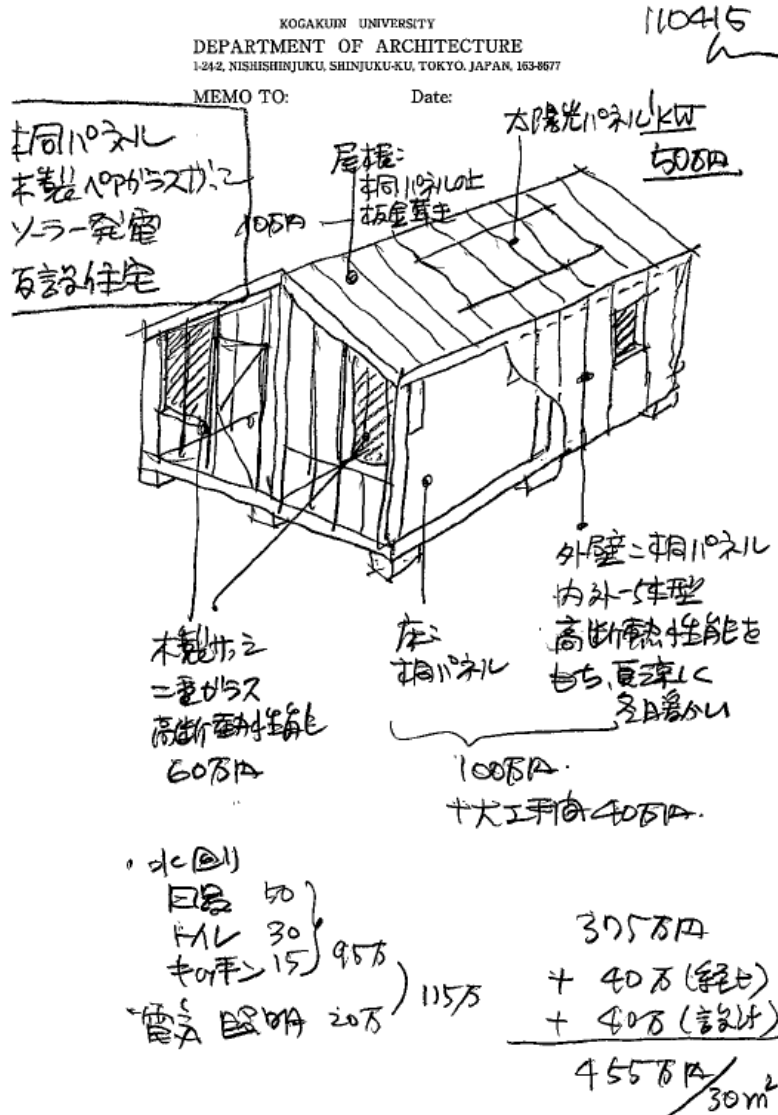 KOGAKUIN UNIVERSITY
DEPARTMENT OF ARCHITECTURE
1-24-2, NISHISHINJUKU, SHINJUKU-KU, TOKYO, JAPAN, 163-8677
MEMO TO: Date:
110415
桐パネル
木製ペアガラスサッシ
ソーラー発電
仮設住宅
屋根:
桐パネルの上
板金葺き
10万円
太陽光パネル1KW
50万円
木製サッシ
二重ガラス
高断熱性能
60万円
床:
桐パネル
外壁:桐パネル
内外一体型
高断熱性能を
もち、夏涼しく
冬暖かい
100万円.
+大工手間40万円.
・水回り
風呂 50
トイレ 30
キッチン 15
95万
・電気 照明 20万
115万
375万円
+ 40万(経ヒ)
+ 40万(設計)
455万円/30m²